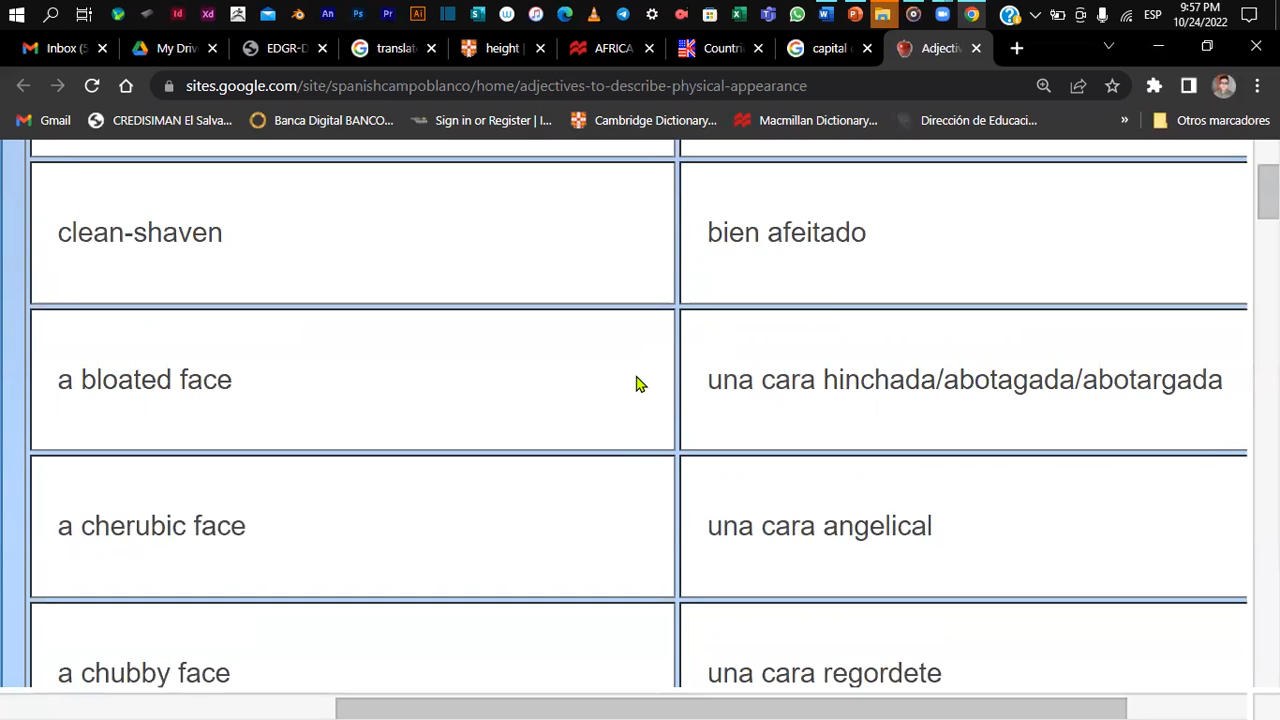 9:57 PM
ESP
10/24/2022
Inbox (5
My Driv
EDGR-D
translat
height |
AFRICA
Countri
capital
Adjectiv
sites.google.com/site/spanishcampoblanco/home/adjectives-to-describe-physical-appearance
Gmail
CREDISIMAN El Salva...
Banca Digital BANCO...
Sign in or Register | I...
Cambridge Dictionary...
Macmillan Dictionary...
Dirección de Educaci...
»
Otros marcadores
clean-shaven
bien afeitado
a bloated face
una cara hinchada/abotagada/abotargada
a cherubic face
una cara angelical
a chubby face
una cara regordete